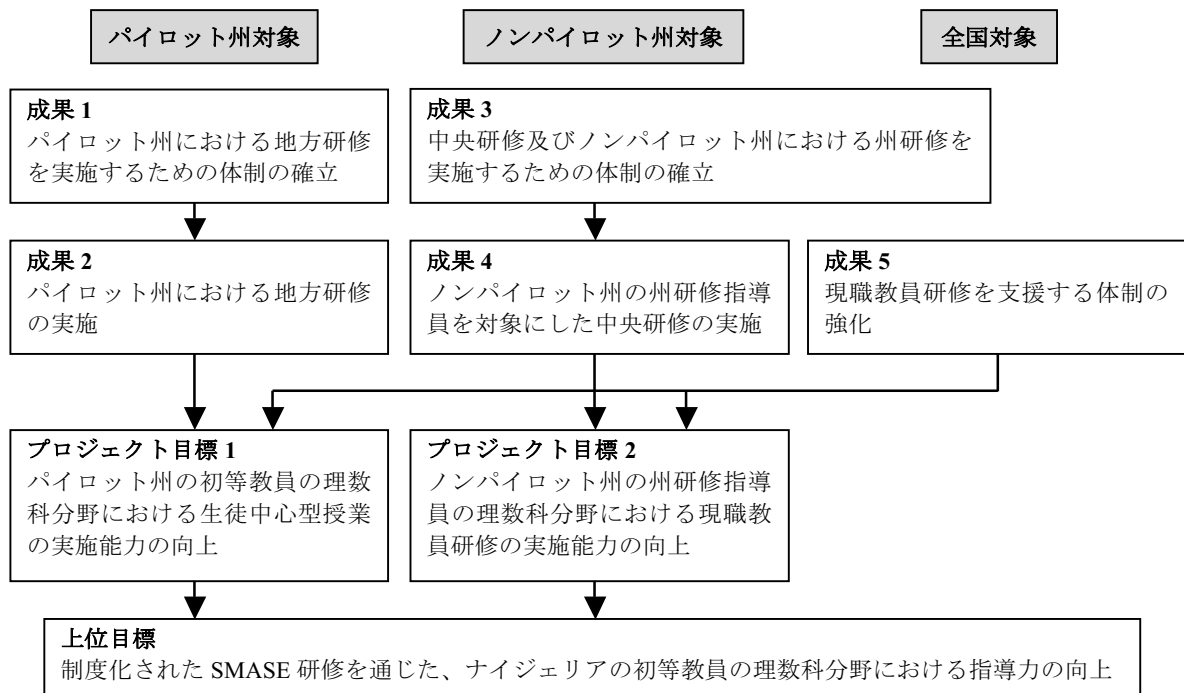 パイロット州対象
ノンパイロット州対象
全国対象
成果 1
パイロット州における地方研修
を実施するための体制の確立
成果 3
中央研修及びノンパイロット州における州研修を
実施するための体制の確立
成果 2
パイロット州における地方研修
の実施
成果 4
ノンパイロット州の州研修指導
員を対象にした中央研修の実施
成果 5
現職教員研修を支援する体制の
強化
プロジェクト目標 1
パイロット州の初等教員の理数
科分野における生徒中心型授業
の実施能力の向上
プロジェクト目標 2
ノンパイロット州の州研修指導
員の理数科分野における現職教
員研修の実施能力の向上
上位目標
制度化された SMASE 研修を通じた、ナイジェリアの初等教員の理数科分野における指導力の向上